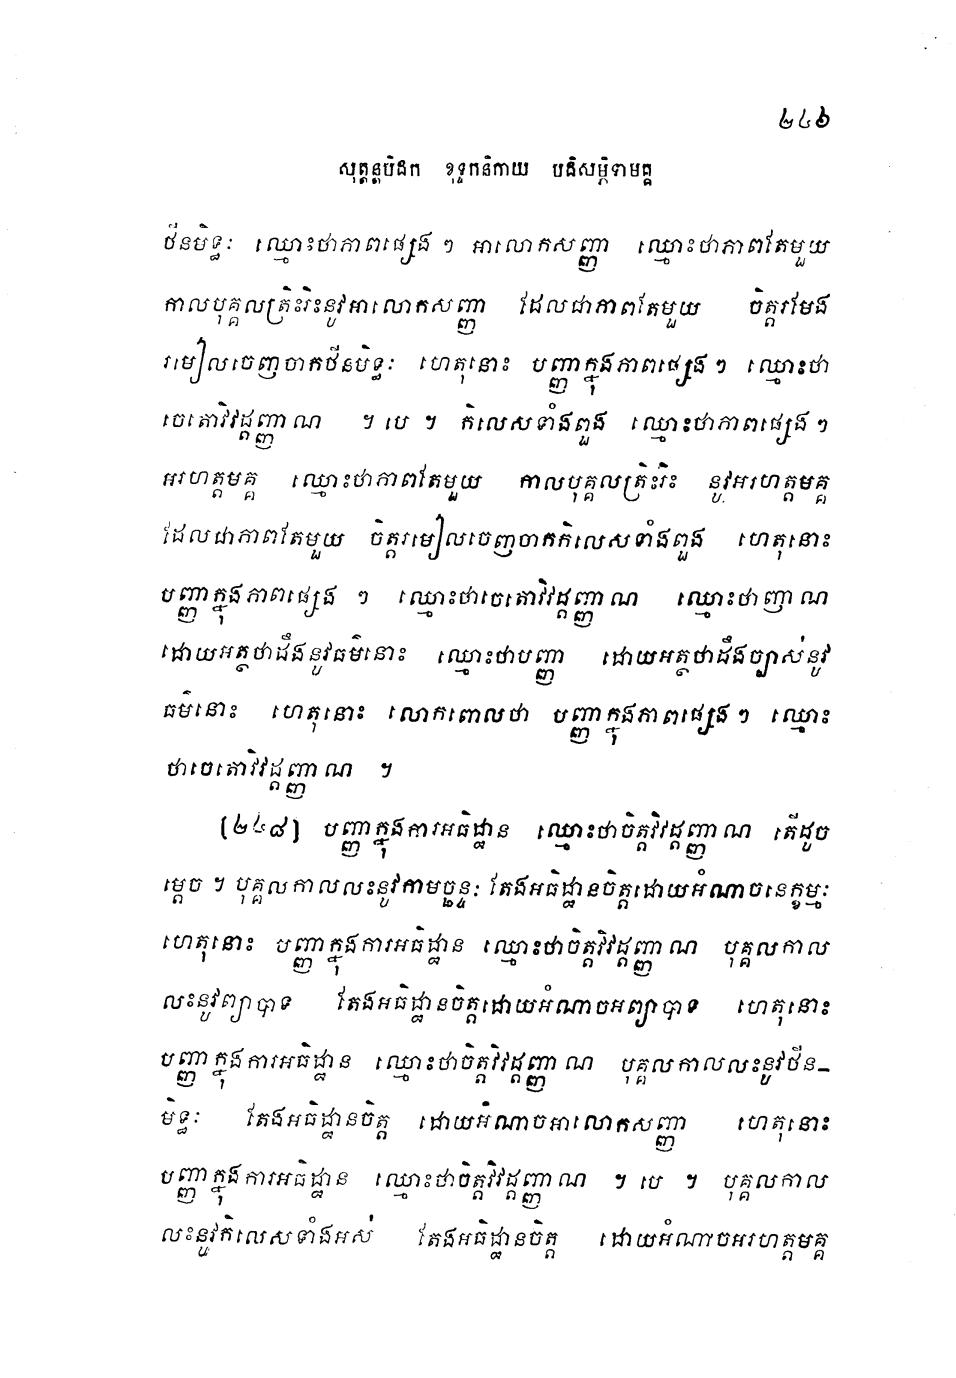 ២៤៦
សុត្តន្តបិដក ខុទ្ទកនិកាយ បដិសម្ភិទាមគ្គ
ថីនមិទ្ធៈ ឈ្មោះថាភាពផ្សេង ៗ អាលោកសញ្ញា ឈ្មោះថាភាពតែមួយ
កាលបុគ្គលត្រិះរិះនូវអាលោកសញ្ញា ដែលជាភាពតែមួយ ចិត្តរមែង
រមៀលចេញចាកថីនមិទ្ធៈ ហេតុនោះ បញ្ញាក្នុងភាពផ្សេង ៗ ឈ្មោះថា
ចេតោវិវដ្តញ្ញាណ ។ បេ ។ កិលេសទាំងពួង ឈ្មោះថាភាពផ្សេង ៗ
អរហត្តមគ្គ ឈ្មោះថាភាពតែមួយ កាលបុគ្គលត្រិះរិះ នូវអរហត្តមគ្គ
ដែលជាភាពតែមួយ ចិត្តរមៀលចេញចាកកិលេសទាំងពួង ហេតុនោះ
បញ្ញាក្នុងភាពផ្សេង ៗ ឈ្មោះថាចេតោវិវដ្តញ្ញាណ ឈ្មោះថាញាណ
ដោយអត្ថថាដឹងនូវធម៌នោះ ឈ្មោះថាបញ្ញា ដោយអត្ថថាដឹងច្បាស់នូវ
ធម៌នោះ ហេតុនោះ លោកពោលថា បញ្ញាក្នុងភាពផ្សេង ៗ ឈ្មោះ
ថាចេតោវិវដ្តញ្ញាណ ។
(២៤៨) បញ្ញាក្នុងការអធិដ្ឋាន ឈ្មោះថាចិត្តវិវដ្តញ្ញាណ តើដូច
ម្តេច ។ បុគ្គលកាលលះនូវកាមច្ឆន្ទៈ តែងអធិដ្ឋានចិត្តដោយអំណាចនេក្ខម្មៈ
ហេតុនោះ បញ្ញាក្នុងការអធិដ្ឋាន ឈ្មោះថាចិត្តវិវដ្តញ្ញាណ បុគ្គលកាល
លះនូវព្យាបាទ តែងអធិដ្ឋានចិត្តដោយអំណាចអព្យាបាទ ហេតុនោះ
បញ្ញាក្នុងការអធិដ្ឋាន ឈ្មោះថាចិត្តវិវដ្តញ្ញាណ បុគ្គលកាលលះនូវថីន-
មិទ្ធៈ តែងអធិដ្ឋានចិត្ត ដោយអំណាចអាលោកសញ្ញា ហេតុនោះ
បញ្ញាក្នុងការអធិដ្ឋាន ឈ្មោះថាចិត្តវិវដ្តញ្ញាណ ។ បេ ។ បុគ្គលកាល
លះនូវកិលេសទាំងអស់ តែងអធិដ្ឋានចិត្ត ដោយអំណាចអរហត្តមគ្គ